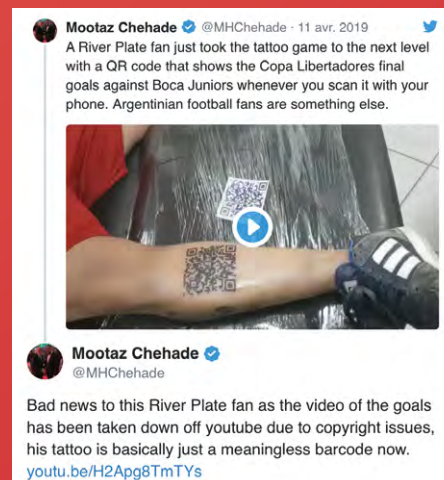 Mootaz Chehade @MHChehade · 11 avr. 2019
A River Plate fan just took the tattoo game to the next level
with a QR code that shows the Copa Libertadores final
goals against Boca Juniors whenever you scan it with your
phone. Argentinian football fans are something else.
Mootaz Chehade
@MHChehade
Bad news to this River Plate fan as the video of the goals
has been taken down off youtube due to copyright issues,
his tattoo is basically just a meaningless barcode now.
youtu.be/H2Apg8TmTYs